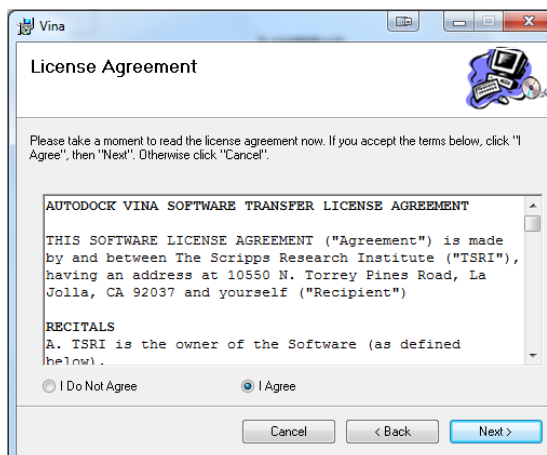 Vina
License Agreement
Please take a moment to read the license agreement now. If you accept the terms below, click "I
Agree", then "Next". Otherwise click "Cancel".
AUTODOCK VINA SOFTWARE TRANSFER LICENSE AGREEMENT
THIS SOFTWARE LICENSE AGREEMENT ("Agreement") is made
by and between The Scripps Research Institute ("TSRI"),
having an address at 10550 N. Torrey Pines Road, La
Jolla, CA 92037 and yourself ("Recipient")
RECITALS
A. TSRI is the owner of the Software (as defined
below).
I Do Not Agree
I Agree
Cancel
< Back
Next >